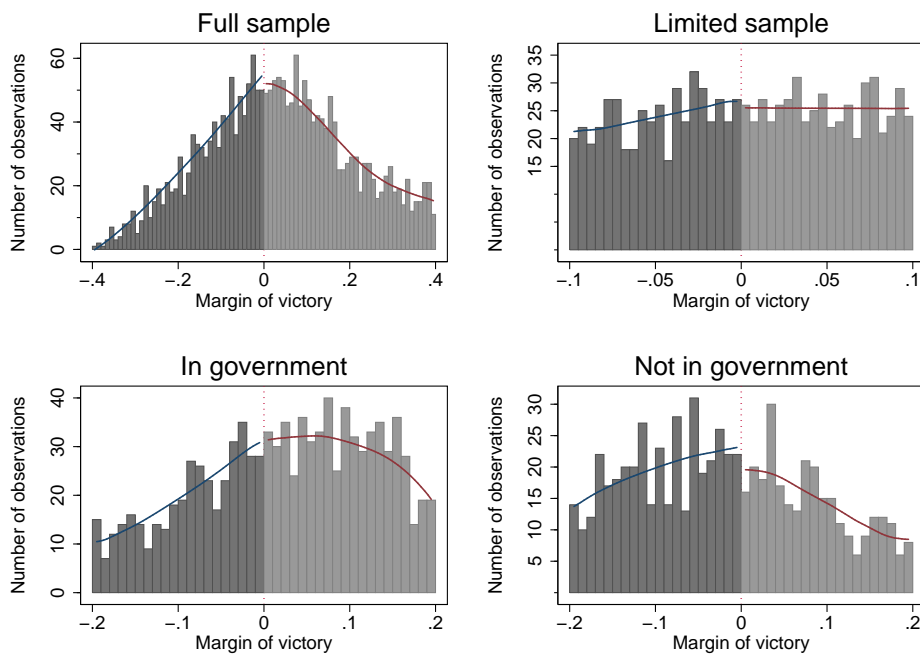 Full sample
Number of observations
60
40
20
0
-.4 -.2 0 .2 .4
Margin of victory
Limited sample
Number of observations
35
30
25
20
15
-.1 -.05 0 .05 .1
Margin of victory
In government
Number of observations
40
30
20
10
0
-.2 -.1 0 .1 .2
Margin of victory
Not in government
Number of observations
30
25
20
15
10
5
-.2 -.1 0 .1 .2
Margin of victory